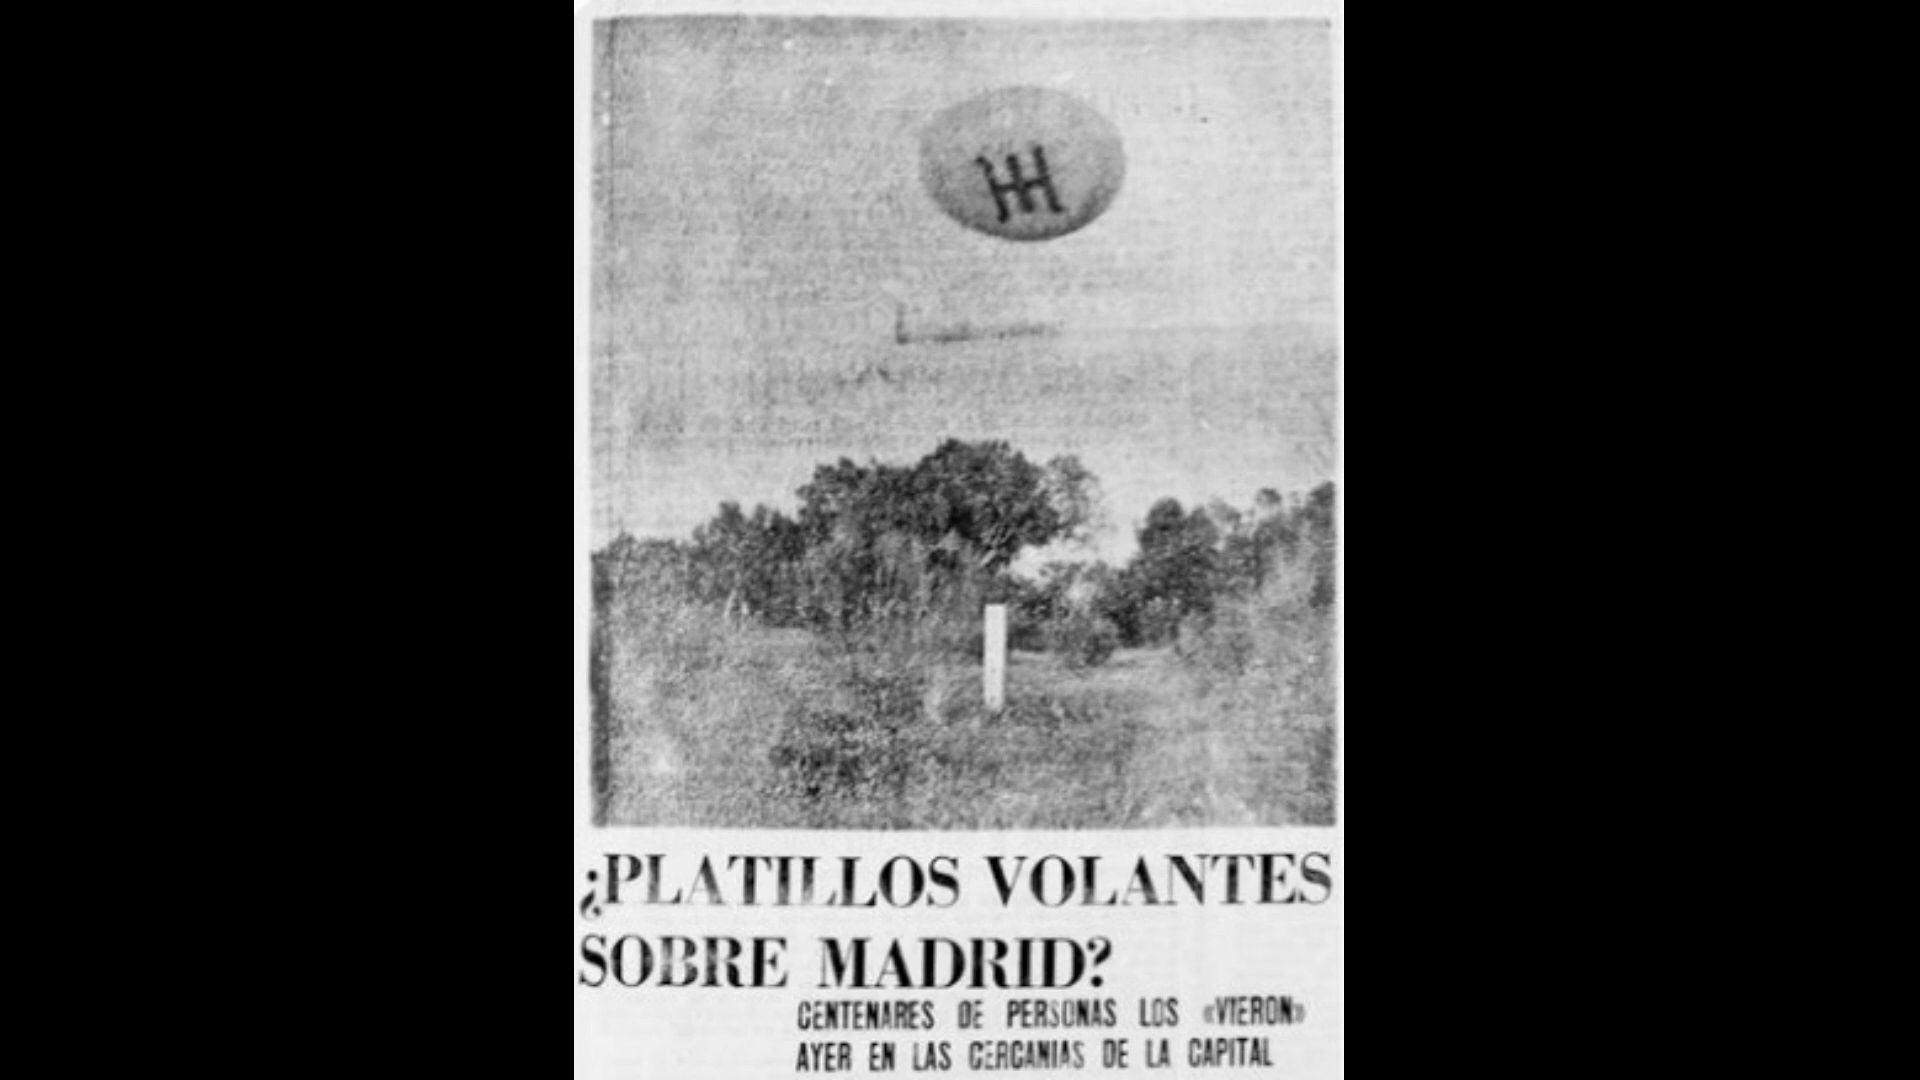 ¿PLATILLOS VOLANTES
SOBRE MADRID?
CENTENARES DE PERSONAS LOS «VIERON»
AYER EN LAS CERCANIAS DE LA CAPITAL